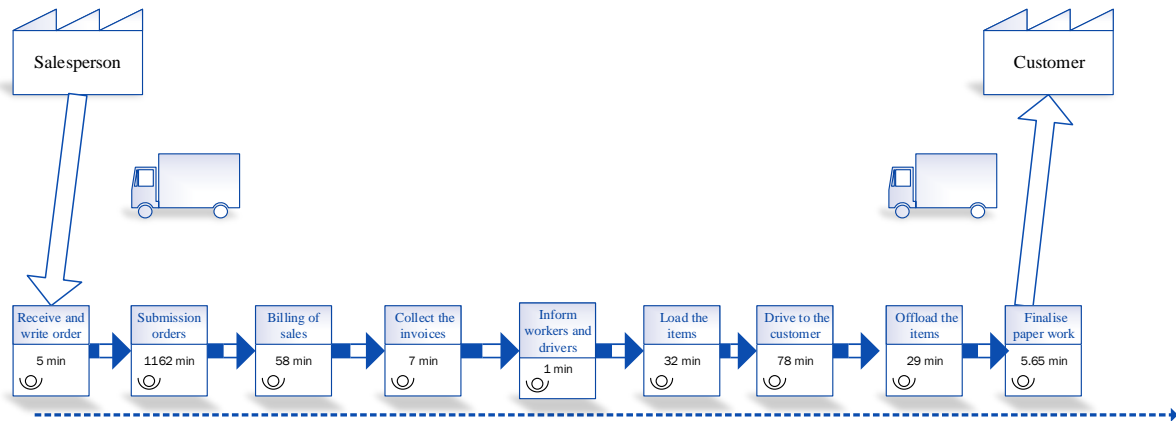 Salesperson
Customer
Receive and
write order
5 min
Submission
orders
1162 min
Billing of
sales
58 min
Collect the
invoices
7 min
Inform
workers and
drivers
1 min
Load the
items
32 min
Drive to the
customer
78 min
Offload the
items
29 min
Finalise
paper work
5.65 min